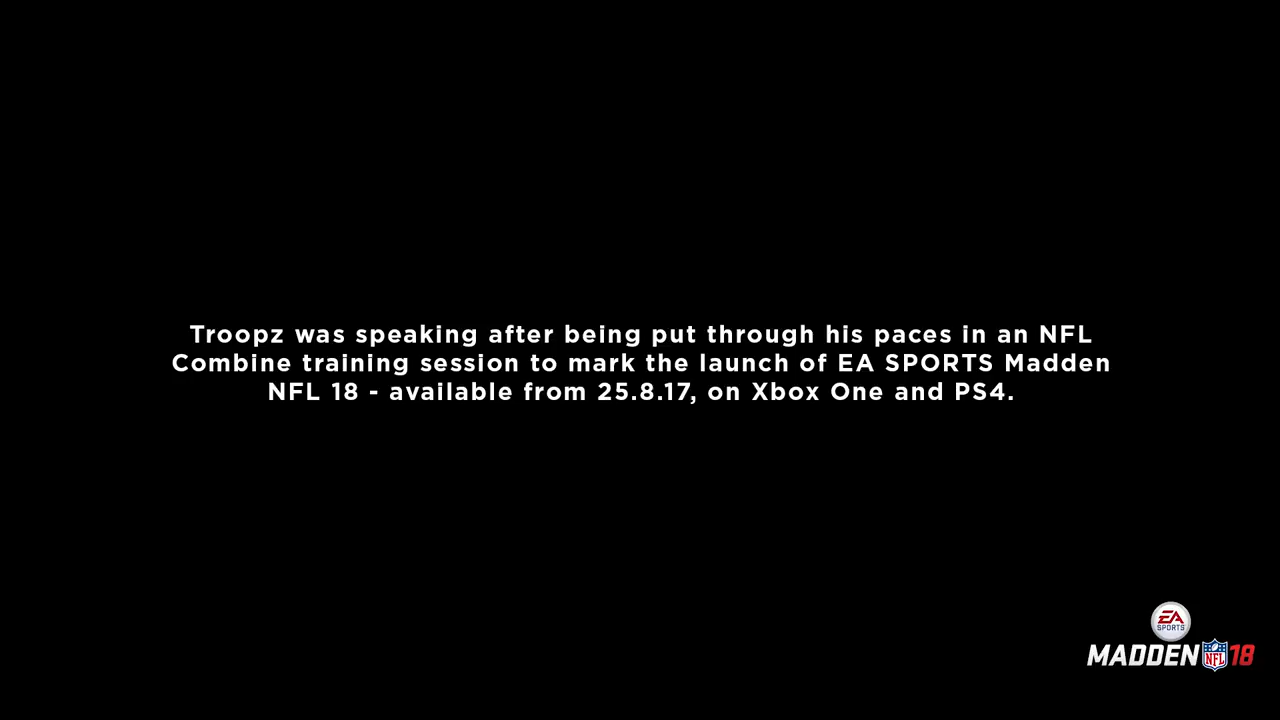 Troopz was speaking after being put through his paces in an NFL
Combine training session to mark the launch of EA SPORTS Madden
NFL 18 - available from 25.8.17, on Xbox One and PS4.
EA
SPORTS
MADDEN NFL 18